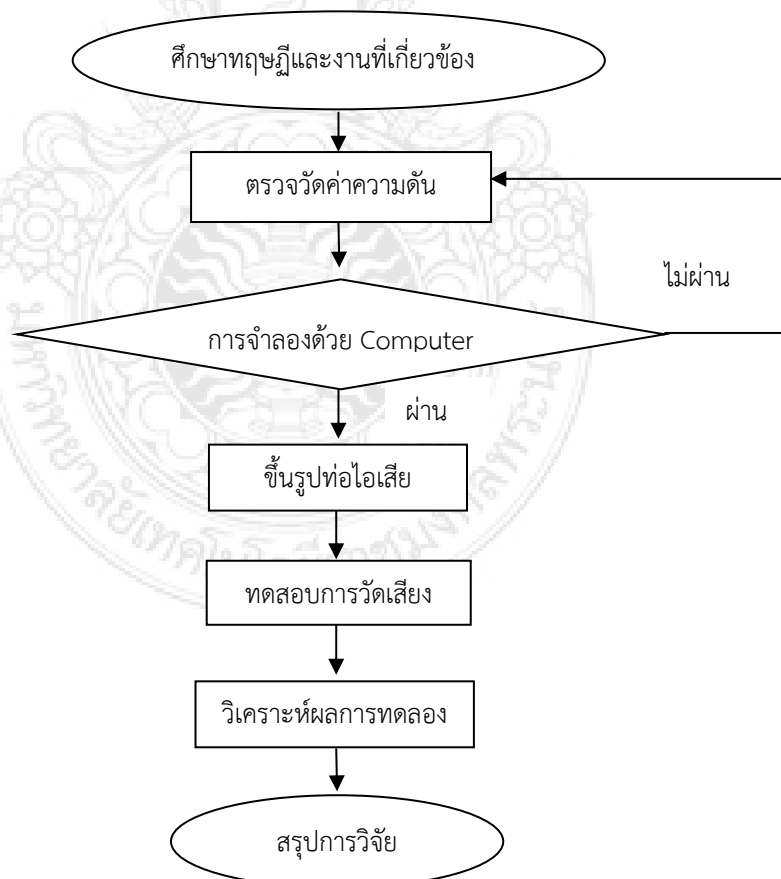 ศึกษาทฤษฏีและงานที่เกี่ยวข้อง
ตรวจวัดค่าความดัน
ไม่ผ่าน
การจำลองด้วย Computer
ผ่าน
ขึ้นรูปท่อไอเสีย
ทดสอบการวัดเสียง
วิเคราะห์ผลการทดลอง
สรุปการวิจัย